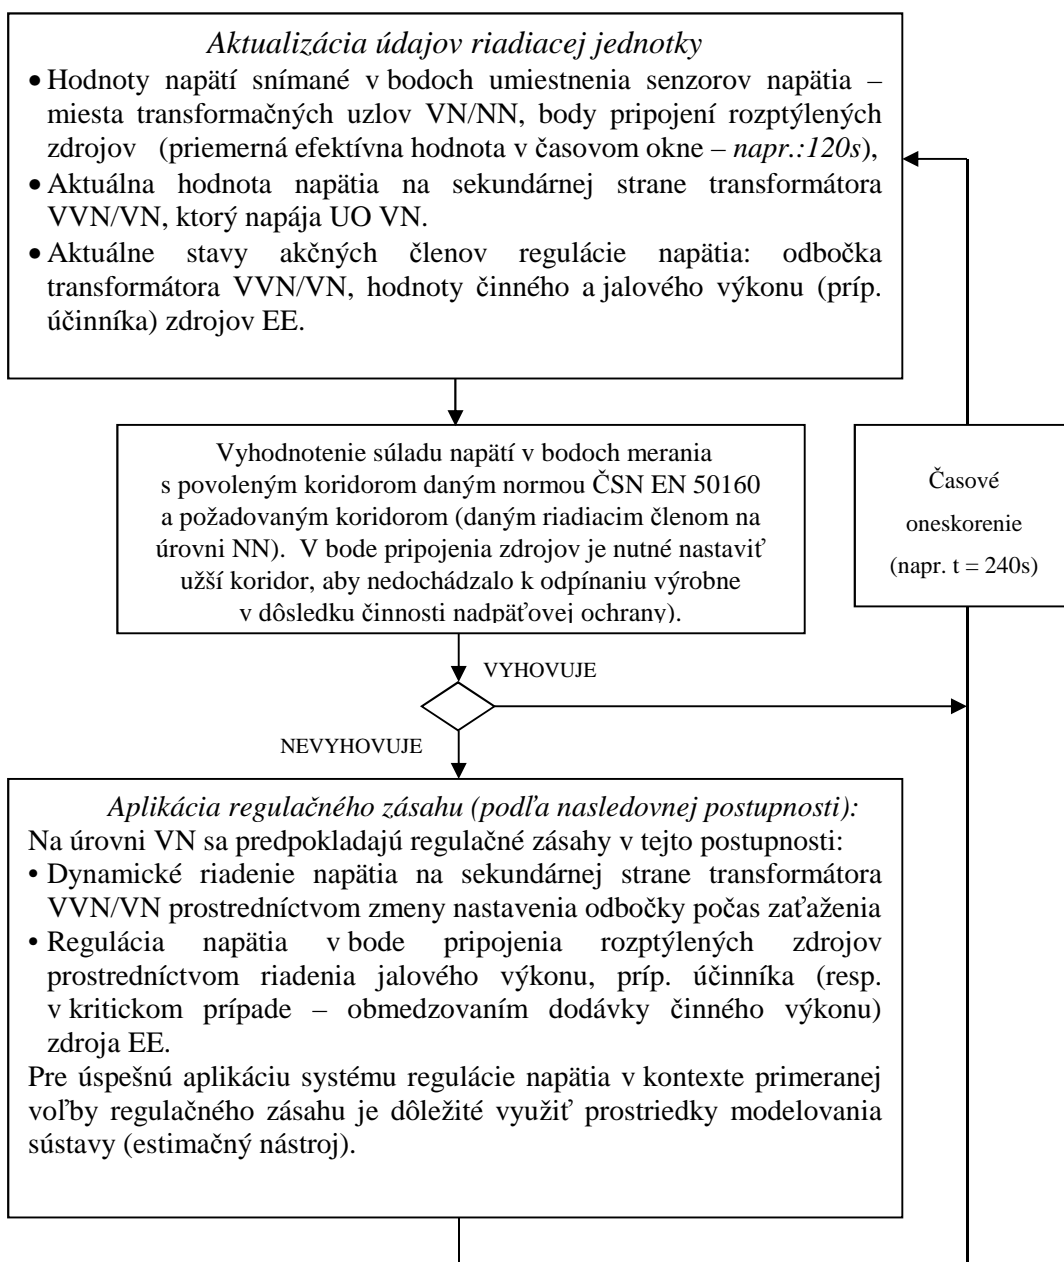 Aktualizácia údajov riadiacej jednotky
• Hodnoty napätí snímané v bodoch umiestnenia senzorov napätia –
miesta transformačných uzlov VN/NN, body pripojení rozptýlených
zdrojov (priemerná efektívna hodnota v časovom okne – napr.:120s),
• Aktuálna hodnota napätia na sekundárnej strane transformátora
VVN/VN, ktorý napája UO VN.
• Aktuálne stavy akčných členov regulácie napätia: odbočka
transformátora VVN/VN, hodnoty činného a jalového výkonu (príp.
účinníka) zdrojov EE.
Vyhodnotenie súladu napätí v bodoch merania
s povoleným koridorom daným normou ČSN EN 50160
a požadovaným koridorom (daným riadiacim členom na
úrovni NN). V bode pripojenia zdrojov je nutné nastaviť
užší koridor, aby nedochádzalo k odpínaniu výrobne
v dôsledku činnosti nadpäťovej ochrany).
Časové
oneskorenie
(napr. t = 240s)
VYHOVUJE
NEVYHOVUJE
Aplikácia regulačného zásahu (podľa nasledovnej postupnosti):
Na úrovni VN sa predpokladajú regulačné zásahy v tejto postupnosti:
• Dynamické riadenie napätia na sekundárnej strane transformátora
VVN/VN prostredníctvom zmeny nastavenia odbočky počas zaťaženia
• Regulácia napätia v bode pripojenia rozptýlených zdrojov
prostredníctvom riadenia jalového výkonu, príp. účinníka (resp.
v kritickom prípade – obmedzovaním dodávky činného výkonu)
zdroja EE.
Pre úspešnú aplikáciu systému regulácie napätia v kontexte primeranej
voľby regulačného zásahu je dôležité využiť prostriedky modelovania
sústavy (estimačný nástroj).